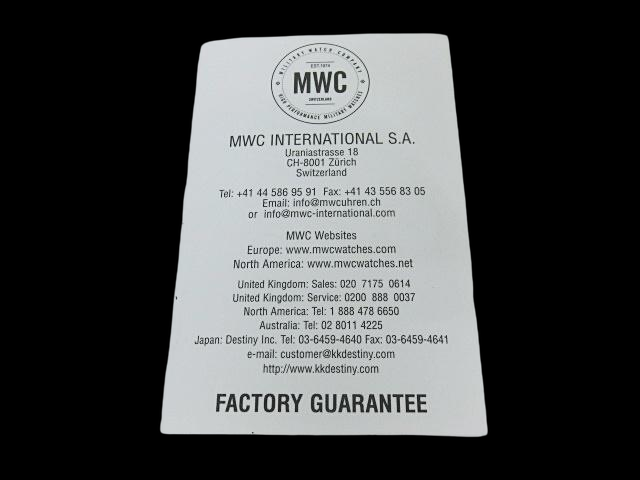 MILITARY WATCH COMPANY
EST.1974
MWC
SWITZERLAND
HIGH PERFORMANCE MILITARY WATCHES
MWC INTERNATIONAL S.A.
Uraniastrasse 18
CH-8001 Zürich
Switzerland
Tel: +41 44 586 95 91 Fax: +41 43 556 83 05
Email: info@mwcuhren.ch
or info@mwc-international.com
MWC Websites
Europe: www.mwcwatches.com
North America: www.mwcwatches.net
United Kingdom: Sales: 020 7175 0614
United Kingdom: Service: 0200 888 0037
North America: Tel: 1 888 478 6650
Australia: Tel: 02 8011 4225
Japan: Destiny Inc. Tel: 03-6459-4640 Fax: 03-6459-4641
e-mail: customer@kkdestiny.com
http://www.kkdestiny.com
FACTORY GUARANTEE